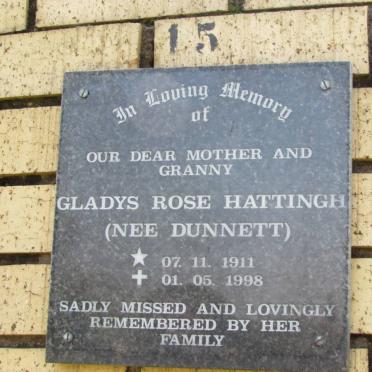 15
In Loving Memory
of
OUR DEAR MOTHER AND
GRANNY
GLADYS ROSE HATTINGH
(NEE DUNNETT)
07. 11. 1911
01. 05. 1998
SADLY MISSED AND LOVINGLY
REMEMBERED BY HER
FAMILY